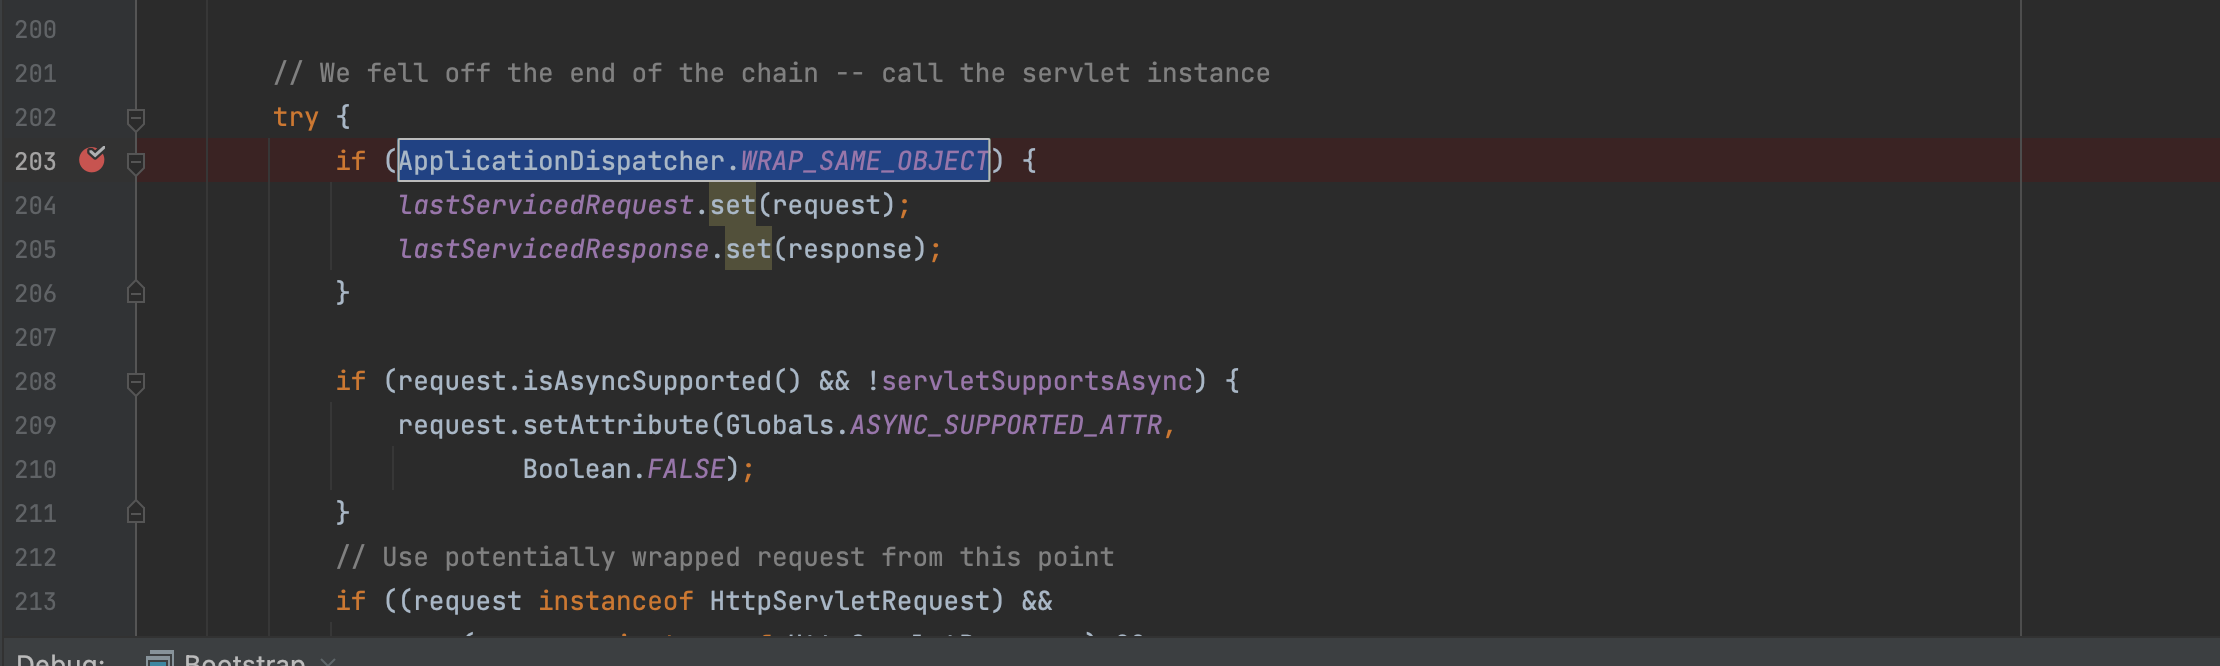 200
201 // We fell off the end of the chain -- call the servlet instance
202 try {
203 if (ApplicationDispatcher.WRAP_SAME_OBJECT) {
204 lastServicedRequest.set(request);
205 lastServicedResponse.set(response);
206 }
207
208 if (request.isAsyncSupported() && !servletSupportsAsync) {
209 request.setAttribute(Globals.ASYNC_SUPPORTED_ATTR,
210 Boolean.FALSE);
211 }
212 // Use potentially wrapped request from this point
213 if ((request instanceof HttpServletRequest) &&
Debug: Bootstrap